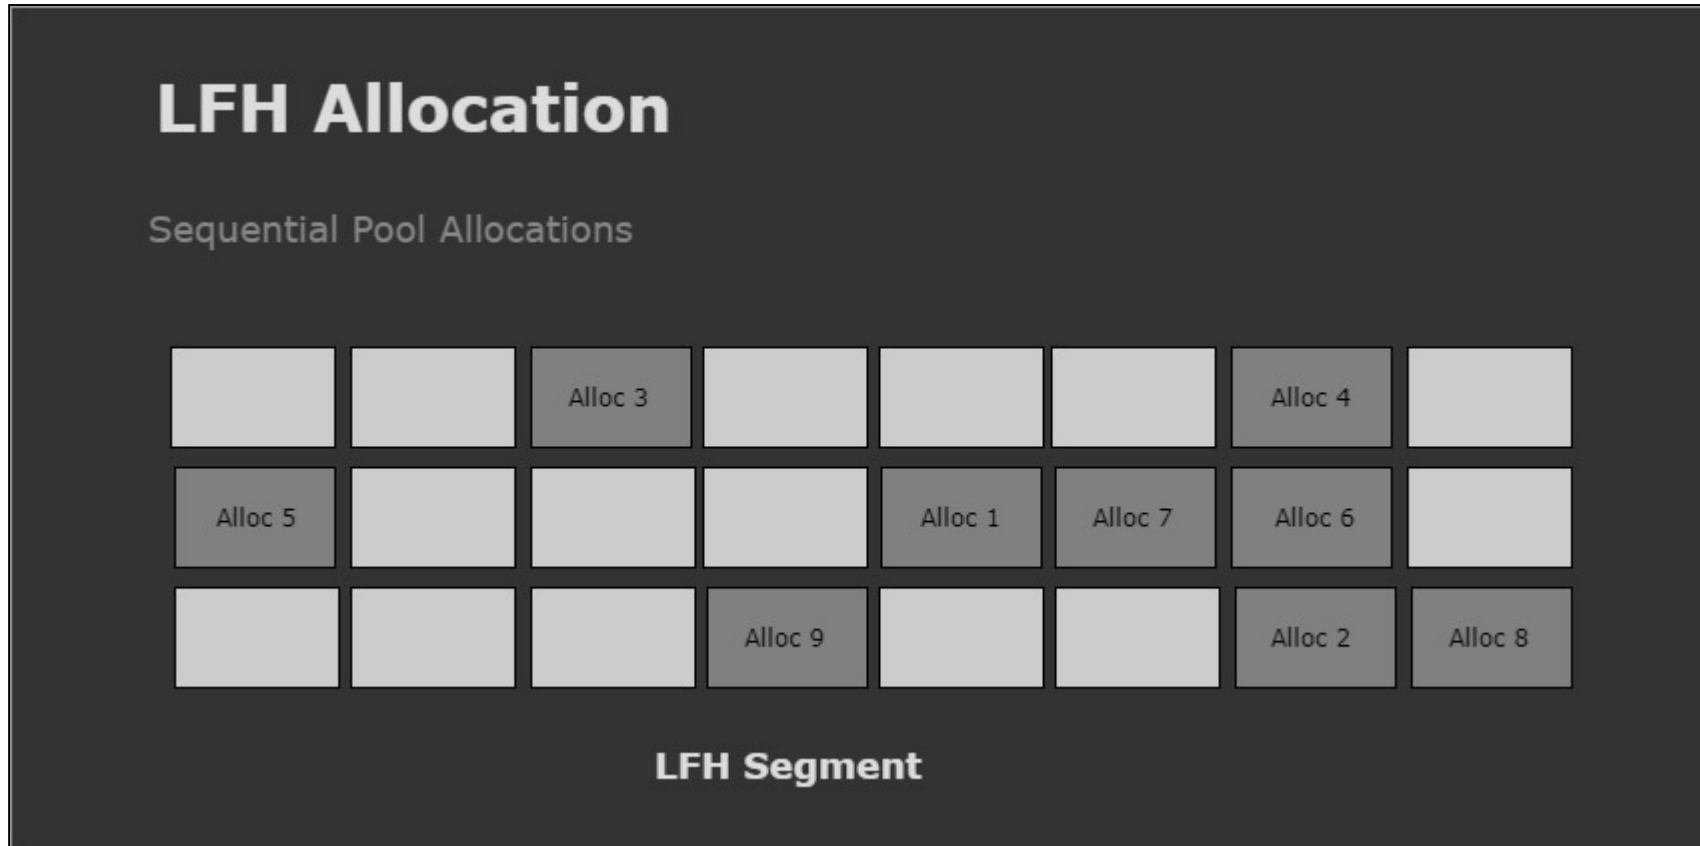 LFH Allocation
Sequential Pool Allocations
Alloc 3 Alloc 4
Alloc 5 Alloc 1 Alloc 7 Alloc 6
Alloc 9 Alloc 2 Alloc 8
LFH Segment